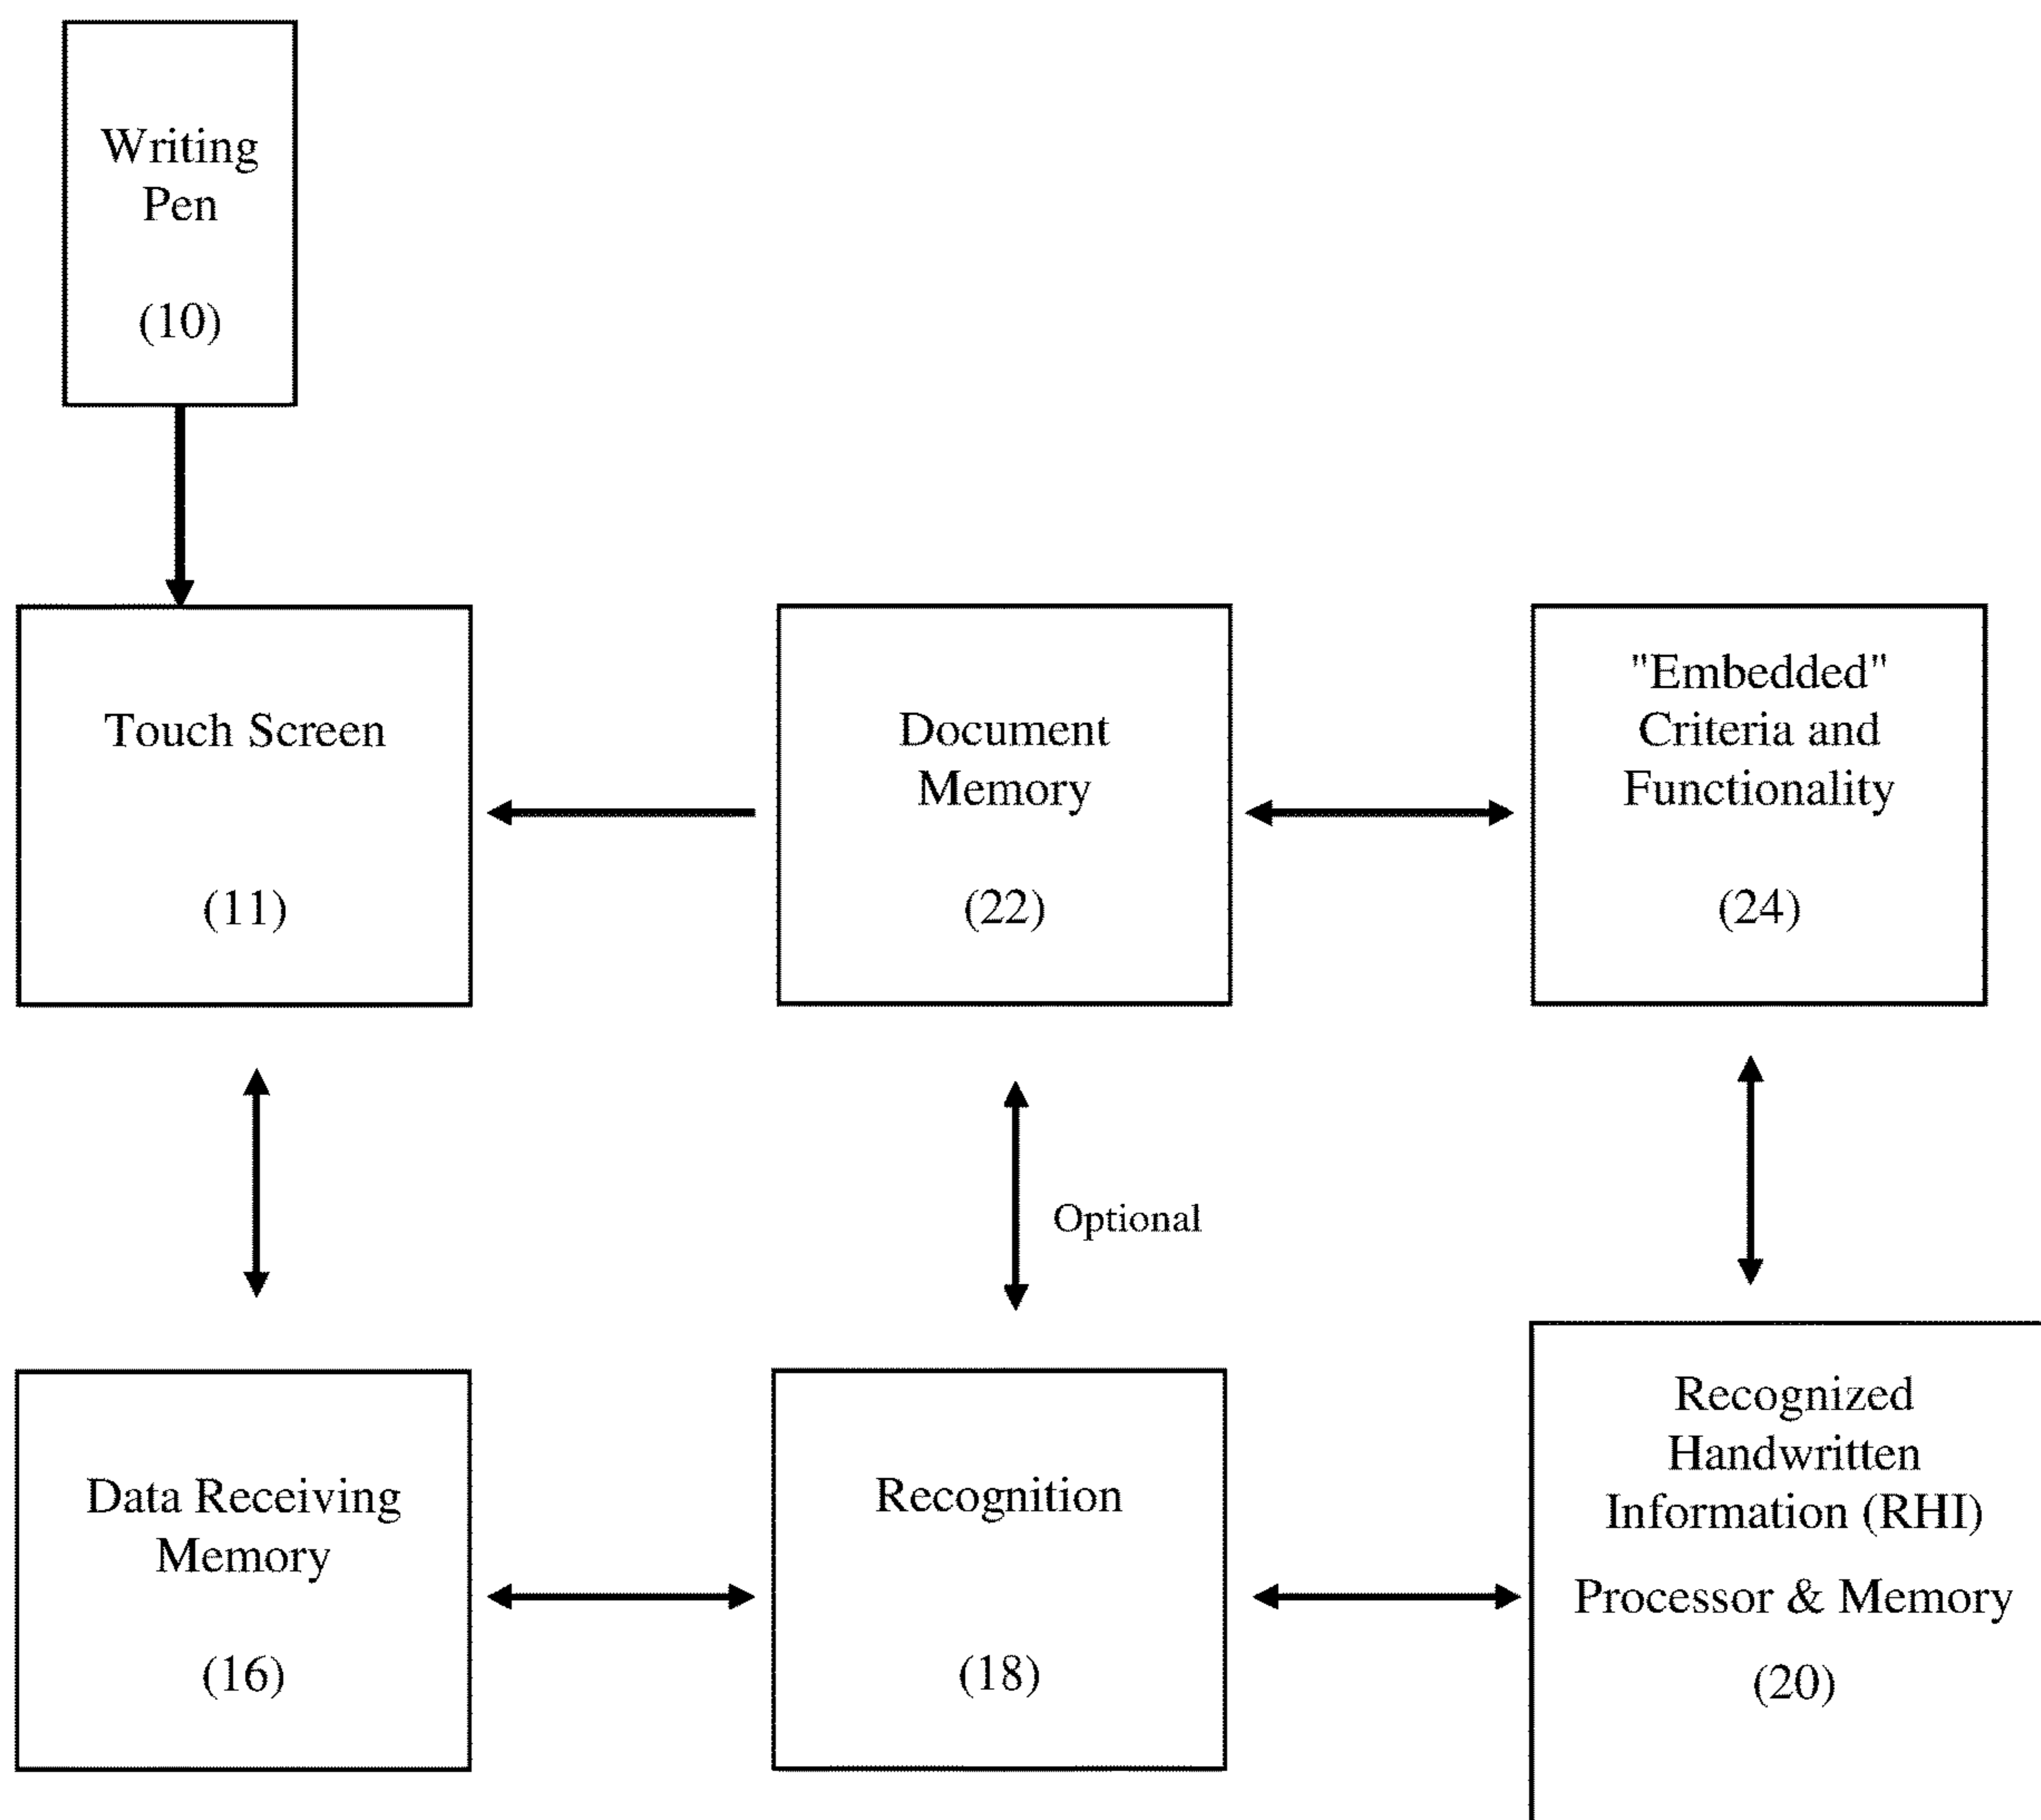 Writing
Pen
(10)
Touch Screen
(11)
Document
Memory
(22)
"Embedded"
Criteria and
Functionality
(24)
Optional
Data Receiving
Memory
(16)
Recognition
(18)
Recognized
Handwritten
Information (RHI)
Processor & Memory
(20)